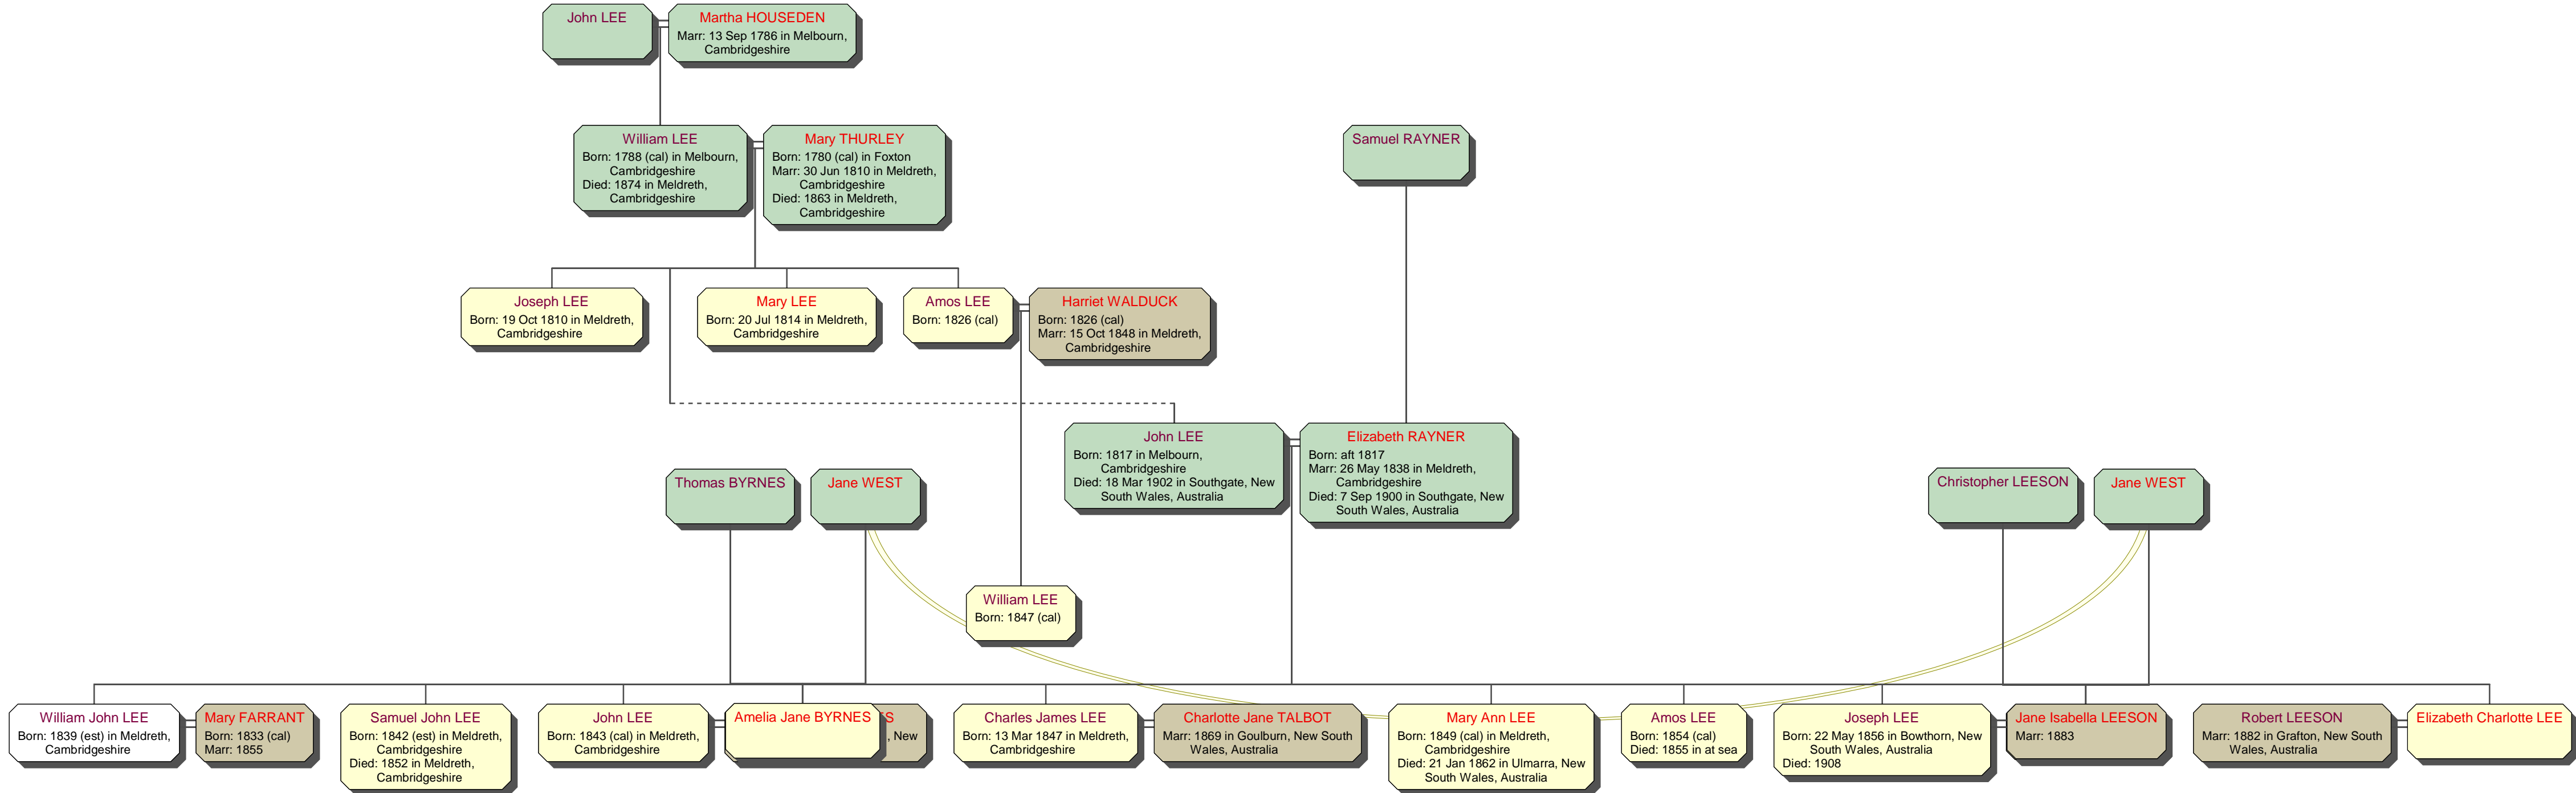 John LEE
Martha HOUSEDEN
Marr: 13 Sep 1786 in Melbourn,
Cambridgeshire
William LEE
Born: 1788 (cal) in Melbourn,
Cambridgeshire
Died: 1874 in Meldreth,
Cambridgeshire
Mary THURLEY
Born: 1780 (cal) in Foxton
Marr: 30 Jun 1810 in Meldreth,
Cambridgeshire
Died: 1863 in Meldreth,
Cambridgeshire
Samuel RAYNER
Joseph LEE
Born: 19 Oct 1810 in Meldreth,
Cambridgeshire
Mary LEE
Born: 20 Jul 1814 in Meldreth,
Cambridgeshire
Amos LEE
Born: 1826 (cal)
Harriet WALDUCK
Born: 1826 (cal)
Marr: 15 Oct 1848 in Meldreth,
Cambridgeshire
John LEE
Born: 1817 in Melbourn,
Cambridgeshire
Died: 18 Mar 1902 in Southgate, New
South Wales, Australia
Elizabeth RAYNER
Born: aft 1817
Marr: 26 May 1838 in Meldreth,
Cambridgeshire
Died: 7 Sep 1900 in Southgate, New
South Wales, Australia
Thomas BYRNES
Jane WEST
Christopher LEESON
Jane WEST
William LEE
Born: 1847 (cal)
William John LEE
Born: 1839 (est) in Meldreth,
Cambridgeshire
Mary FARRANT
Born: 1833 (cal)
Marr: 1855
Samuel John LEE
Born: 1842 (est) in Meldreth,
Cambridgeshire
Died: 1852 in Meldreth,
Cambridgeshire
John LEE
Born: 1843 (cal) in Meldreth,
Cambridgeshire
Amelia Jane BYRNES
S
, New
Charles James LEE
Born: 13 Mar 1847 in Meldreth,
Cambridgeshire
Charlotte Jane TALBOT
Marr: 1869 in Goulburn, New South
Wales, Australia
Mary Ann LEE
Born: 1849 (cal) in Meldreth,
Cambridgeshire
Died: 21 Jan 1862 in Ulmarra, New
South Wales, Australia
Amos LEE
Born: 1854 (cal)
Died: 1855 in at sea
Joseph LEE
Born: 22 May 1856 in Bowthorn, New
South Wales, Australia
Died: 1908
Jane Isabella LEESON
Marr: 1883
Robert LEESON
Marr: 1882 in Grafton, New South
Wales, Australia
Elizabeth Charlotte LEE